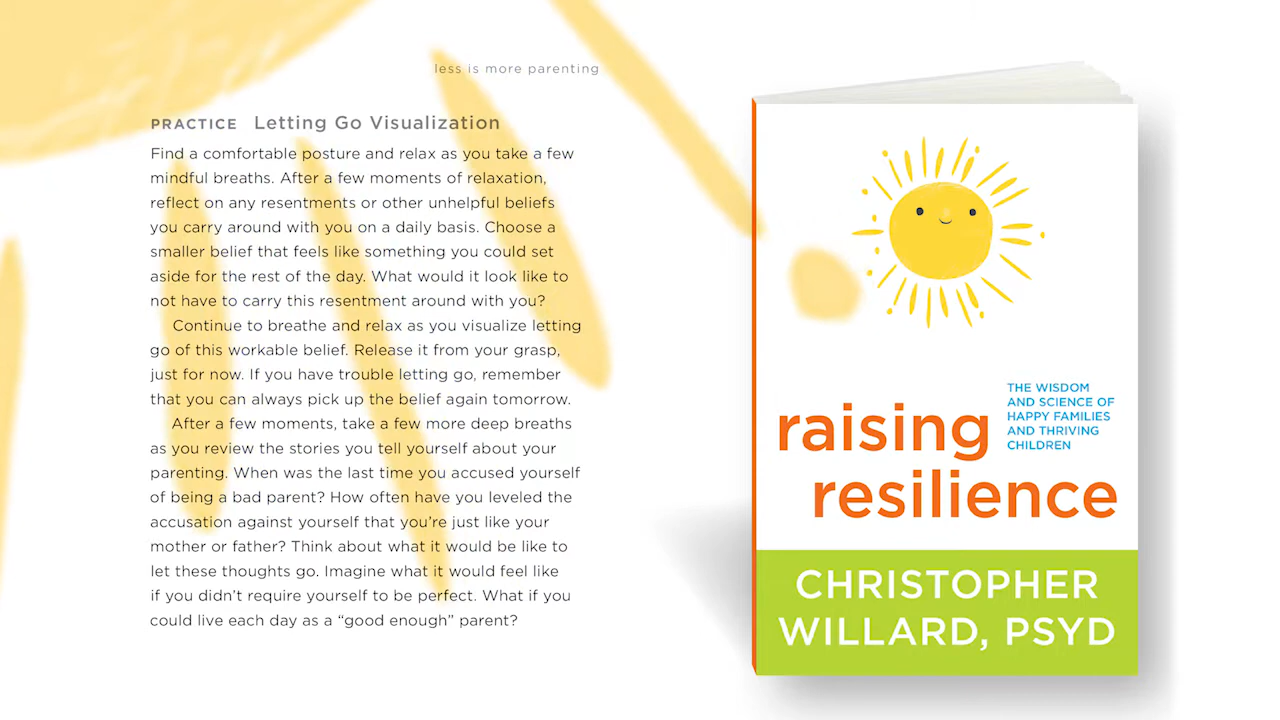 less is more parenting
PRACTICE Letting Go Visualization
Find a comfortable posture and relax as you take a few
mindful breaths. After a few moments of relaxation,
reflect on any resentments or other unhelpful beliefs
you carry around with you on a daily basis. Choose a
smaller belief that feels like something you could set
aside for the rest of the day. What would it look like to
not have to carry this resentment around with you?
Continue to breathe and relax as you visualize letting
go of this workable belief. Release it from your grasp,
just for now. If you have trouble letting go, remember
that you can always pick up the belief again tomorrow.
After a few moments, take a few more deep breaths
as you review the stories you tell yourself about your
parenting. When was the last time you accused yourself
of being a bad parent? How often have you leveled the
accusation against yourself that you’re just like your
mother or father? Think about what it would be like to
let these thoughts go. Imagine what it would feel like
if you didn’t require yourself to be perfect. What if you
could live each day as a “good enough” parent?
THE WISDOM
AND SCIENCE OF
HAPPY FAMILIES
AND THRIVING
CHILDREN
raising
resilience
CHRISTOPHER
WILLARD, PSYD